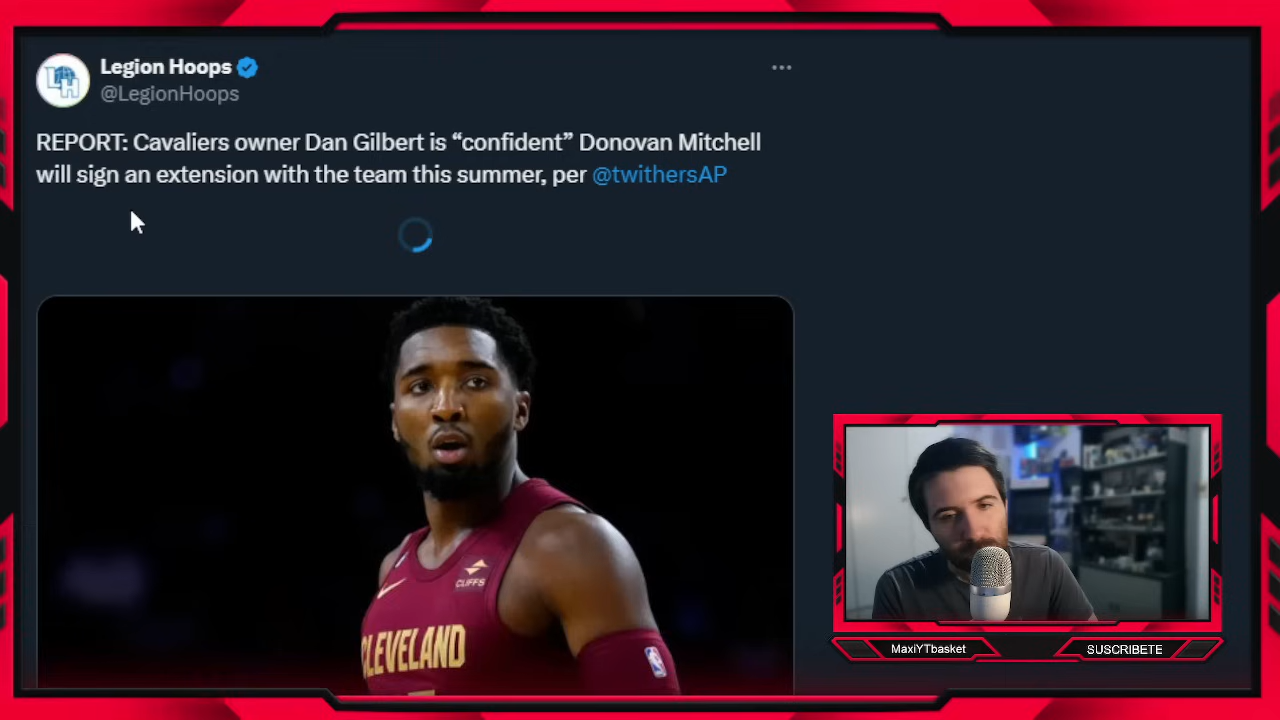 Legion Hoops
@LegionHoops
REPORT: Cavaliers owner Dan Gilbert is “confident” Donovan Mitchell
will sign an extension with the team this summer, per @twithersAP
CLIFFS
CLEVELAND
MaxiYTbasket
SUSCRIBETE